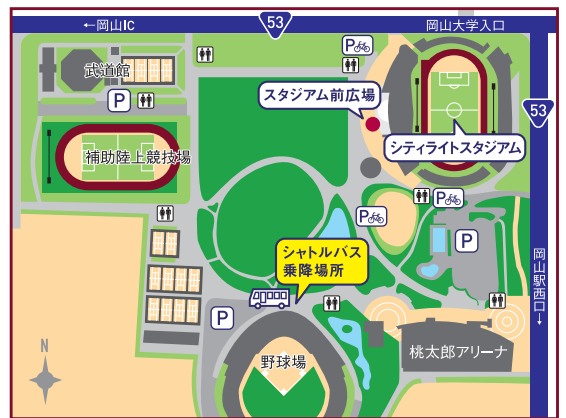 ←岡山IC
53
岡山大学入口
P
武道館
スタジアム前広場
P
53
補助陸上競技場
シティライトスタジアム
P
P
P
シャトルバス
乗降場所
岡山駅西口→
P
N
野球場
桃太郎アリーナ